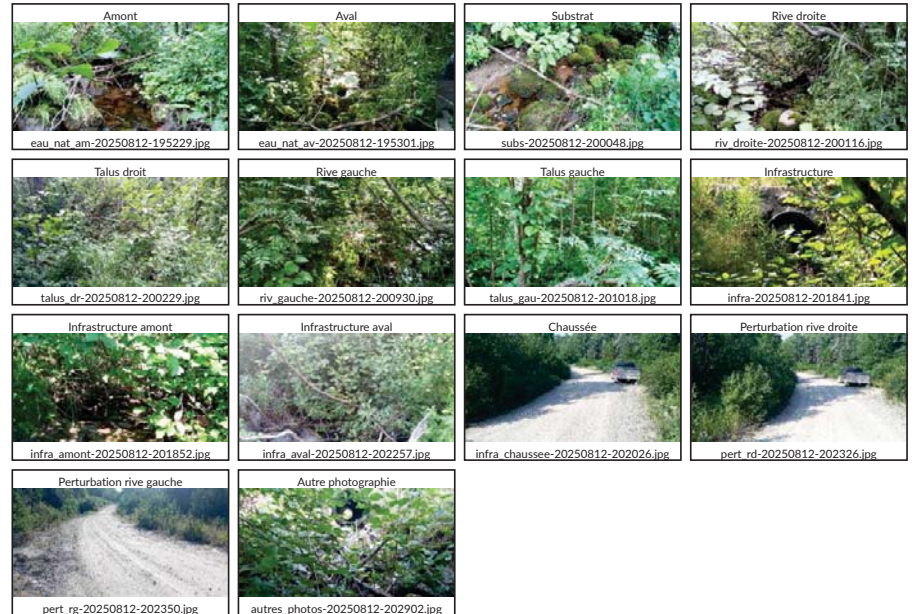 Amont
eau_nat_am-20250812-195229.jpg
Aval
eau_nat_av-20250812-195301.jpg
Substrat
subs-20250812-200048.jpg
Rive droite
riv_droite-20250812-200116.jpg
Talus droit
talus_dr-20250812-200229.jpg
Rive gauche
riv_gauche-20250812-200930.jpg
Talus gauche
talus_gau-20250812-201018.jpg
Infrastructure
infra-20250812-201841.jpg
Infrastructure amont
infra_amont-20250812-201852.jpg
Infrastructure aval
infra_aval-20250812-202257.jpg
Chaussée
infra_chaussee-20250812-202026.jpg
Perturbation rive droite
pert_rd-20250812-202326.jpg
Perturbation rive gauche
pert_rg-20250812-202350.jpg
Autre photographie
autres_photos-20250812-202902.jpg